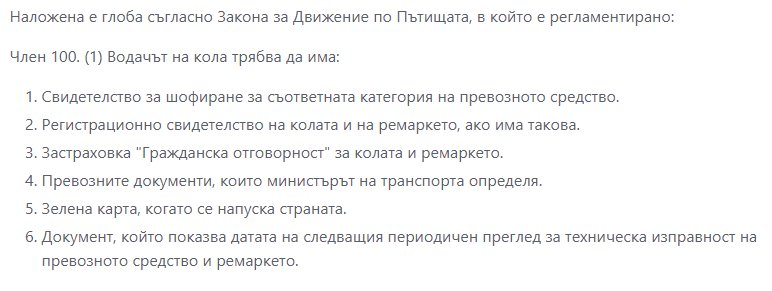 Наложена е глоба съгласно Закона за Движение по Пътищата, в който е регламентирано:
Член 100. (1) Водачът на кола трябва да има:
1. Свидетелство за шофиране за съответната категория на превозното средство.
2. Регистрационно свидетелство на колата и на ремаркето, ако има такова.
3. Застраховка "Гражданска отговорност" за колата и ремаркето.
4. Превозните документи, които министърът на транспорта определя.
5. Зелена карта, когато се напуска страната.
6. Документ, който показва датата на следващия периодичен преглед за техническа изправност на
превозното средство и ремаркето.